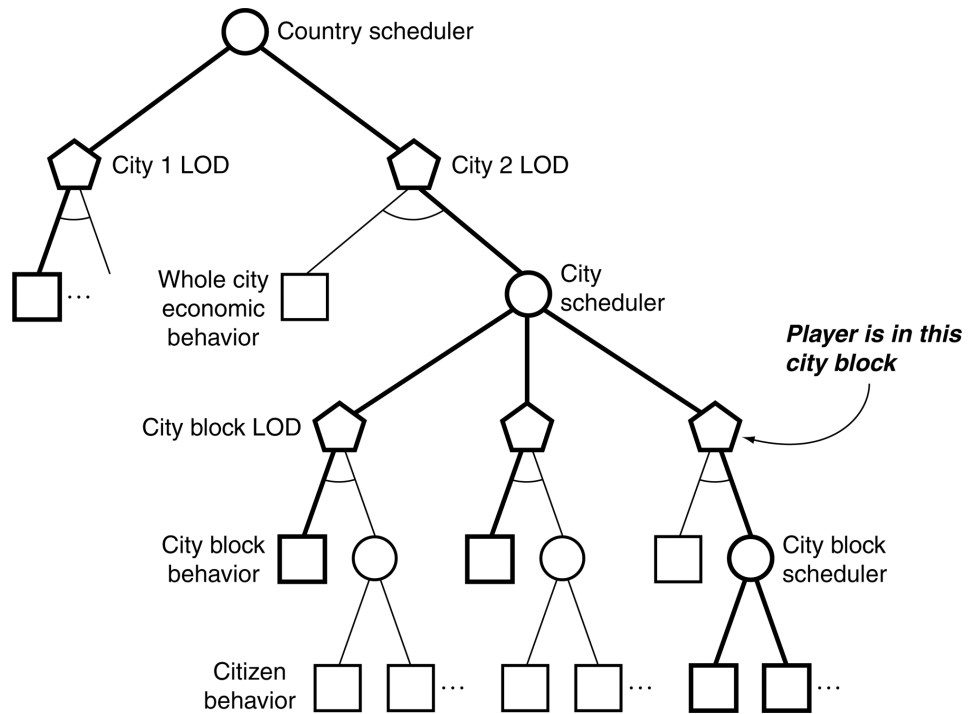 Country scheduler
City 1 LOD
City 2 LOD
...
Whole city
economic
behavior
City
scheduler
Player is in this
city block
City block LOD
City block
behavior
City block
scheduler
Citizen
behavior
...
...
...